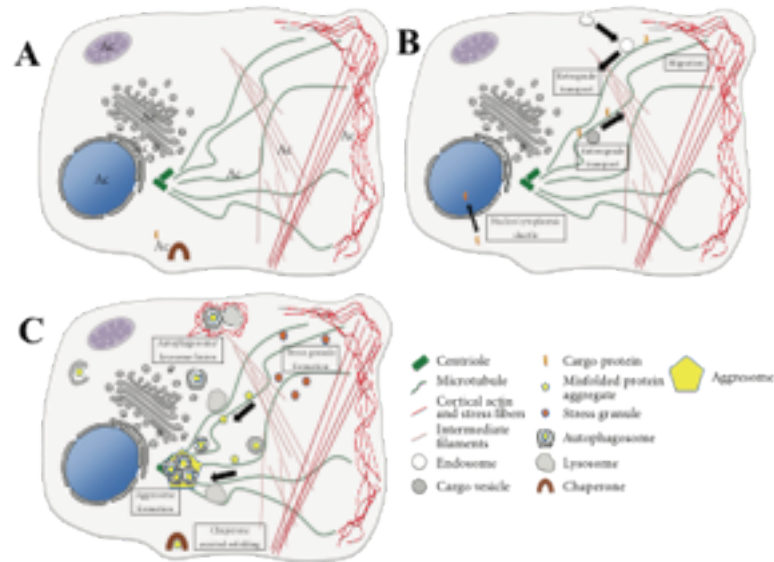 A
Ac
Ac
Ac
Ac
Ac
Ac
B
Retrograde
transport
Migration
Anterograde
transport
Nucleocytoplasmic
shuttle
C
Autophagosome/
lysosome fusion
Stress granule
formation
Aggresome
formation
Chaperone
assisted refolding
Centriole
Microtubule
Cortical actin
and stress fibers
Intermediate
filaments
Endosome
Cargo vesicle
Cargo protein
Misfolded protein
aggregate
Stress granule
Autophagosome
Lysosome
Chaperone
Aggresome